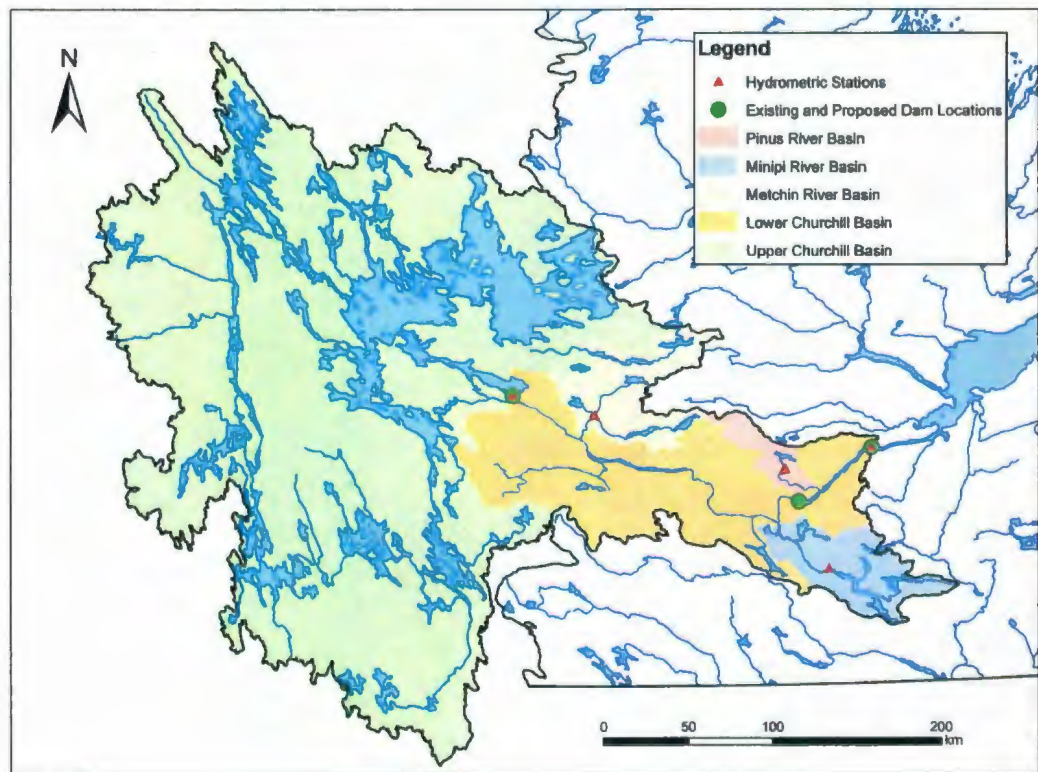 N
Legend
Hydrometric Stations
Existing and Proposed Dam Locations
Pinus River Basin
Minipi River Basin
Metchin River Basin
Lower Churchill Basin
Upper Churchill Basin
0 50 100 200
km